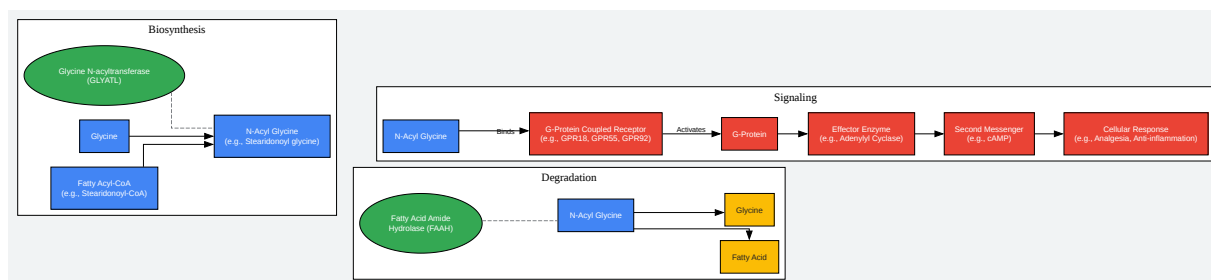 Biosynthesis
Glycine N-acyltransferase
(GLYATL)
Glycine
N-Acyl Glycine
(e.g., Stearidonoyl glycine)
Fatty Acyl-CoA
(e.g., Stearidonoyl-CoA)
Signaling
N-Acyl Glycine
Binds
G-Protein Coupled Receptor
(e.g., GPR18, GPR55, GPR92)
Activates
G-Protein
Effector Enzyme
(e.g., Adenylyl Cyclase)
Second Messenger
(e.g., cAMP)
Cellular Response
(e.g., Analgesia, Anti-inflammation)
Degradation
Fatty Acid Amide
Hydrolase (FAAH)
N-Acyl Glycine
Glycine
Fatty Acid